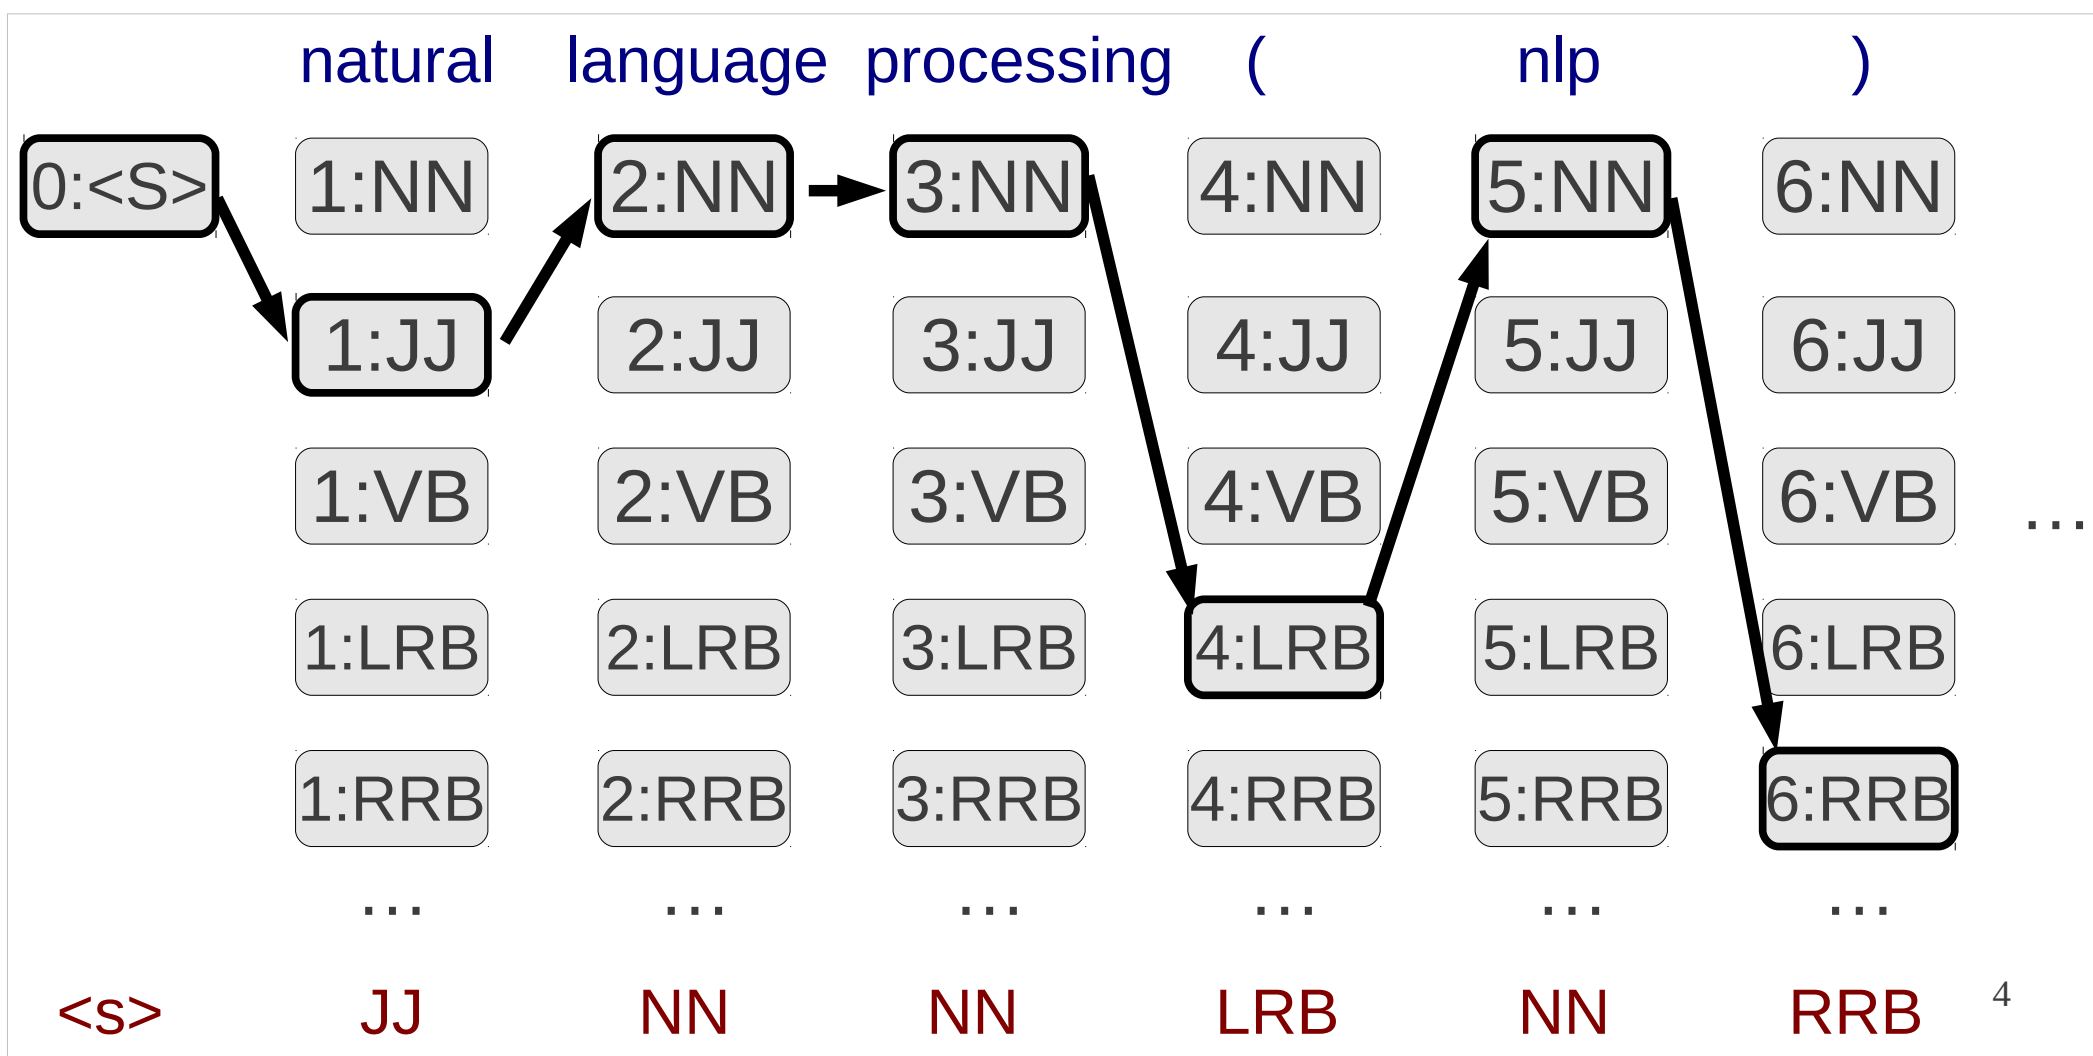 natural language processing ( nlp )
0:<S> 1:NN 2:NN 3:NN 4:NN 5:NN 6:NN
1:JJ 2:JJ 3:JJ 4:JJ 5:JJ 6:JJ
1:VB 2:VB 3:VB 4:VB 5:VB 6:VB …
1:LRB 2:LRB 3:LRB 4:LRB 5:LRB 6:LRB
1:RRB 2:RRB 3:RRB 4:RRB 5:RRB 6:RRB
… … … … … …
<s> JJ NN NN LRB NN RRB 4